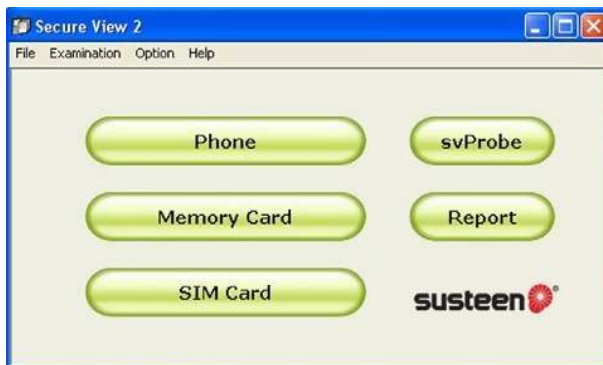 Secure View 2
File Examination Option Help
Phone
svProbe
Memory Card
Report
SIM Card
susteen